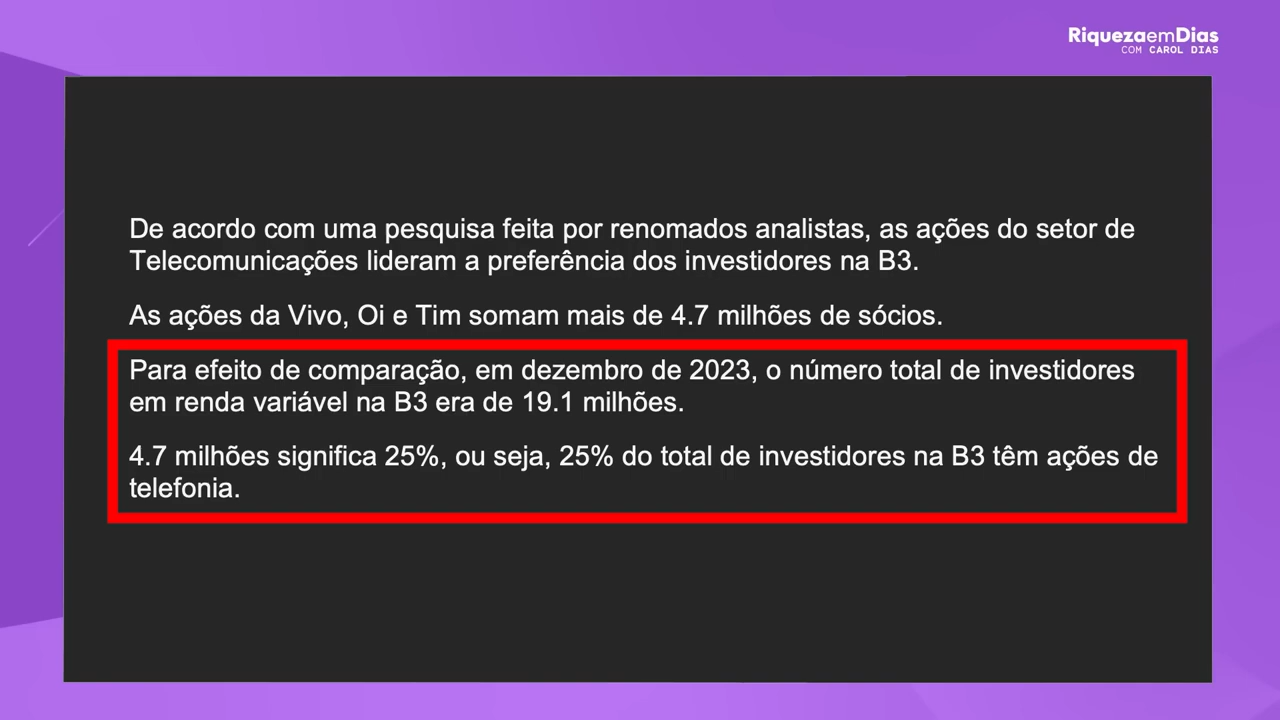 RiquezaemDias
COM CAROL DIAS
De acordo com uma pesquisa feita por renomados analistas, as ações do setor de
Telecomunicações lideram a preferência dos investidores na B3.
As ações da Vivo, Oi e Tim somam mais de 4.7 milhões de sócios.
Para efeito de comparação, em dezembro de 2023, o número total de investidores
em renda variável na B3 era de 19.1 milhões.
4.7 milhões significa 25%, ou seja, 25% do total de investidores na B3 têm ações de
telefonia.